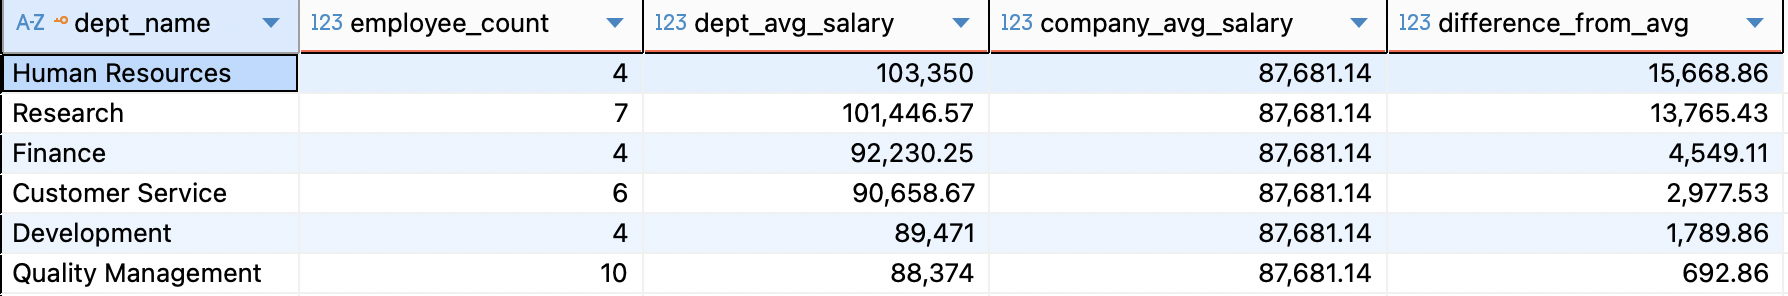 A-Z dept_name 123 employee_count 123 dept_avg_salary 123 company_avg_salary 123 difference_from_avg
Human Resources 4 103,350 87,681.14 15,668.86
Research 7 101,446.57 87,681.14 13,765.43
Finance 4 92,230.25 87,681.14 4,549.11
Customer Service 6 90,658.67 87,681.14 2,977.53
Development 4 89,471 87,681.14 1,789.86
Quality Management 10 88,374 87,681.14 692.86